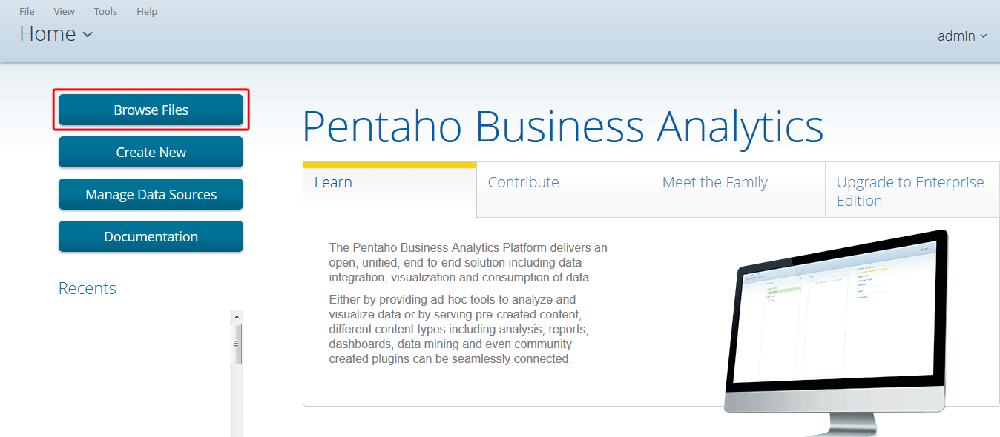 File View Tools Help
Home
admin
Browse Files
Create New
Manage Data Sources
Documentation
Recents
Pentaho Business Analytics
Learn
Contribute
Meet the Family
Upgrade to Enterprise
Edition
The Pentaho Business Analytics Platform delivers an
open, unified, end-to-end solution including data
integration, visualization and consumption of data.
Either by providing ad-hoc tools to analyze and
visualize data or by serving pre-created content,
different content types including analysis, reports,
dashboards, data mining and even community
created plugins can be seamlessly connected.